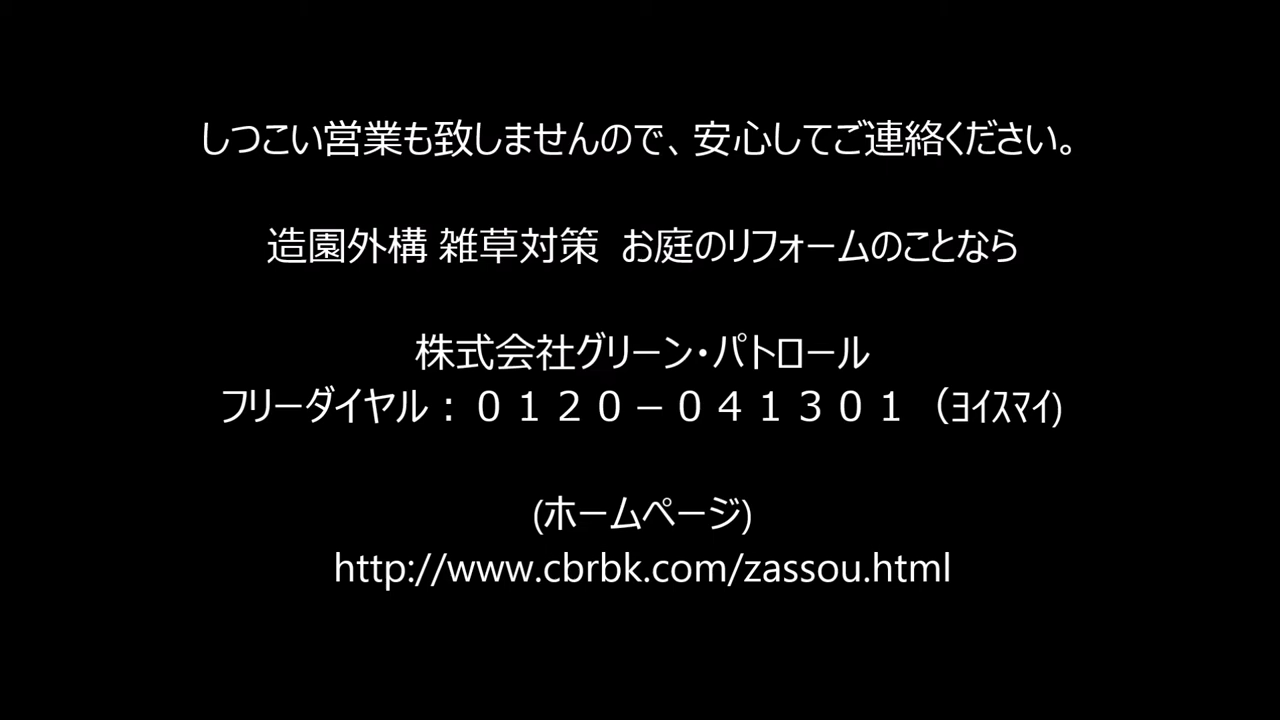 しつこい営業も致しませんので、安心してご連絡ください。
造園外構 雑草対策 お庭のリフォームのことなら
株式会社グリーン・パトロール
フリーダイヤル：０１２０－０４１３０１（ﾖｲｽﾏｲ)
(ホームページ)
http://www.cbrbk.com/zassou.html